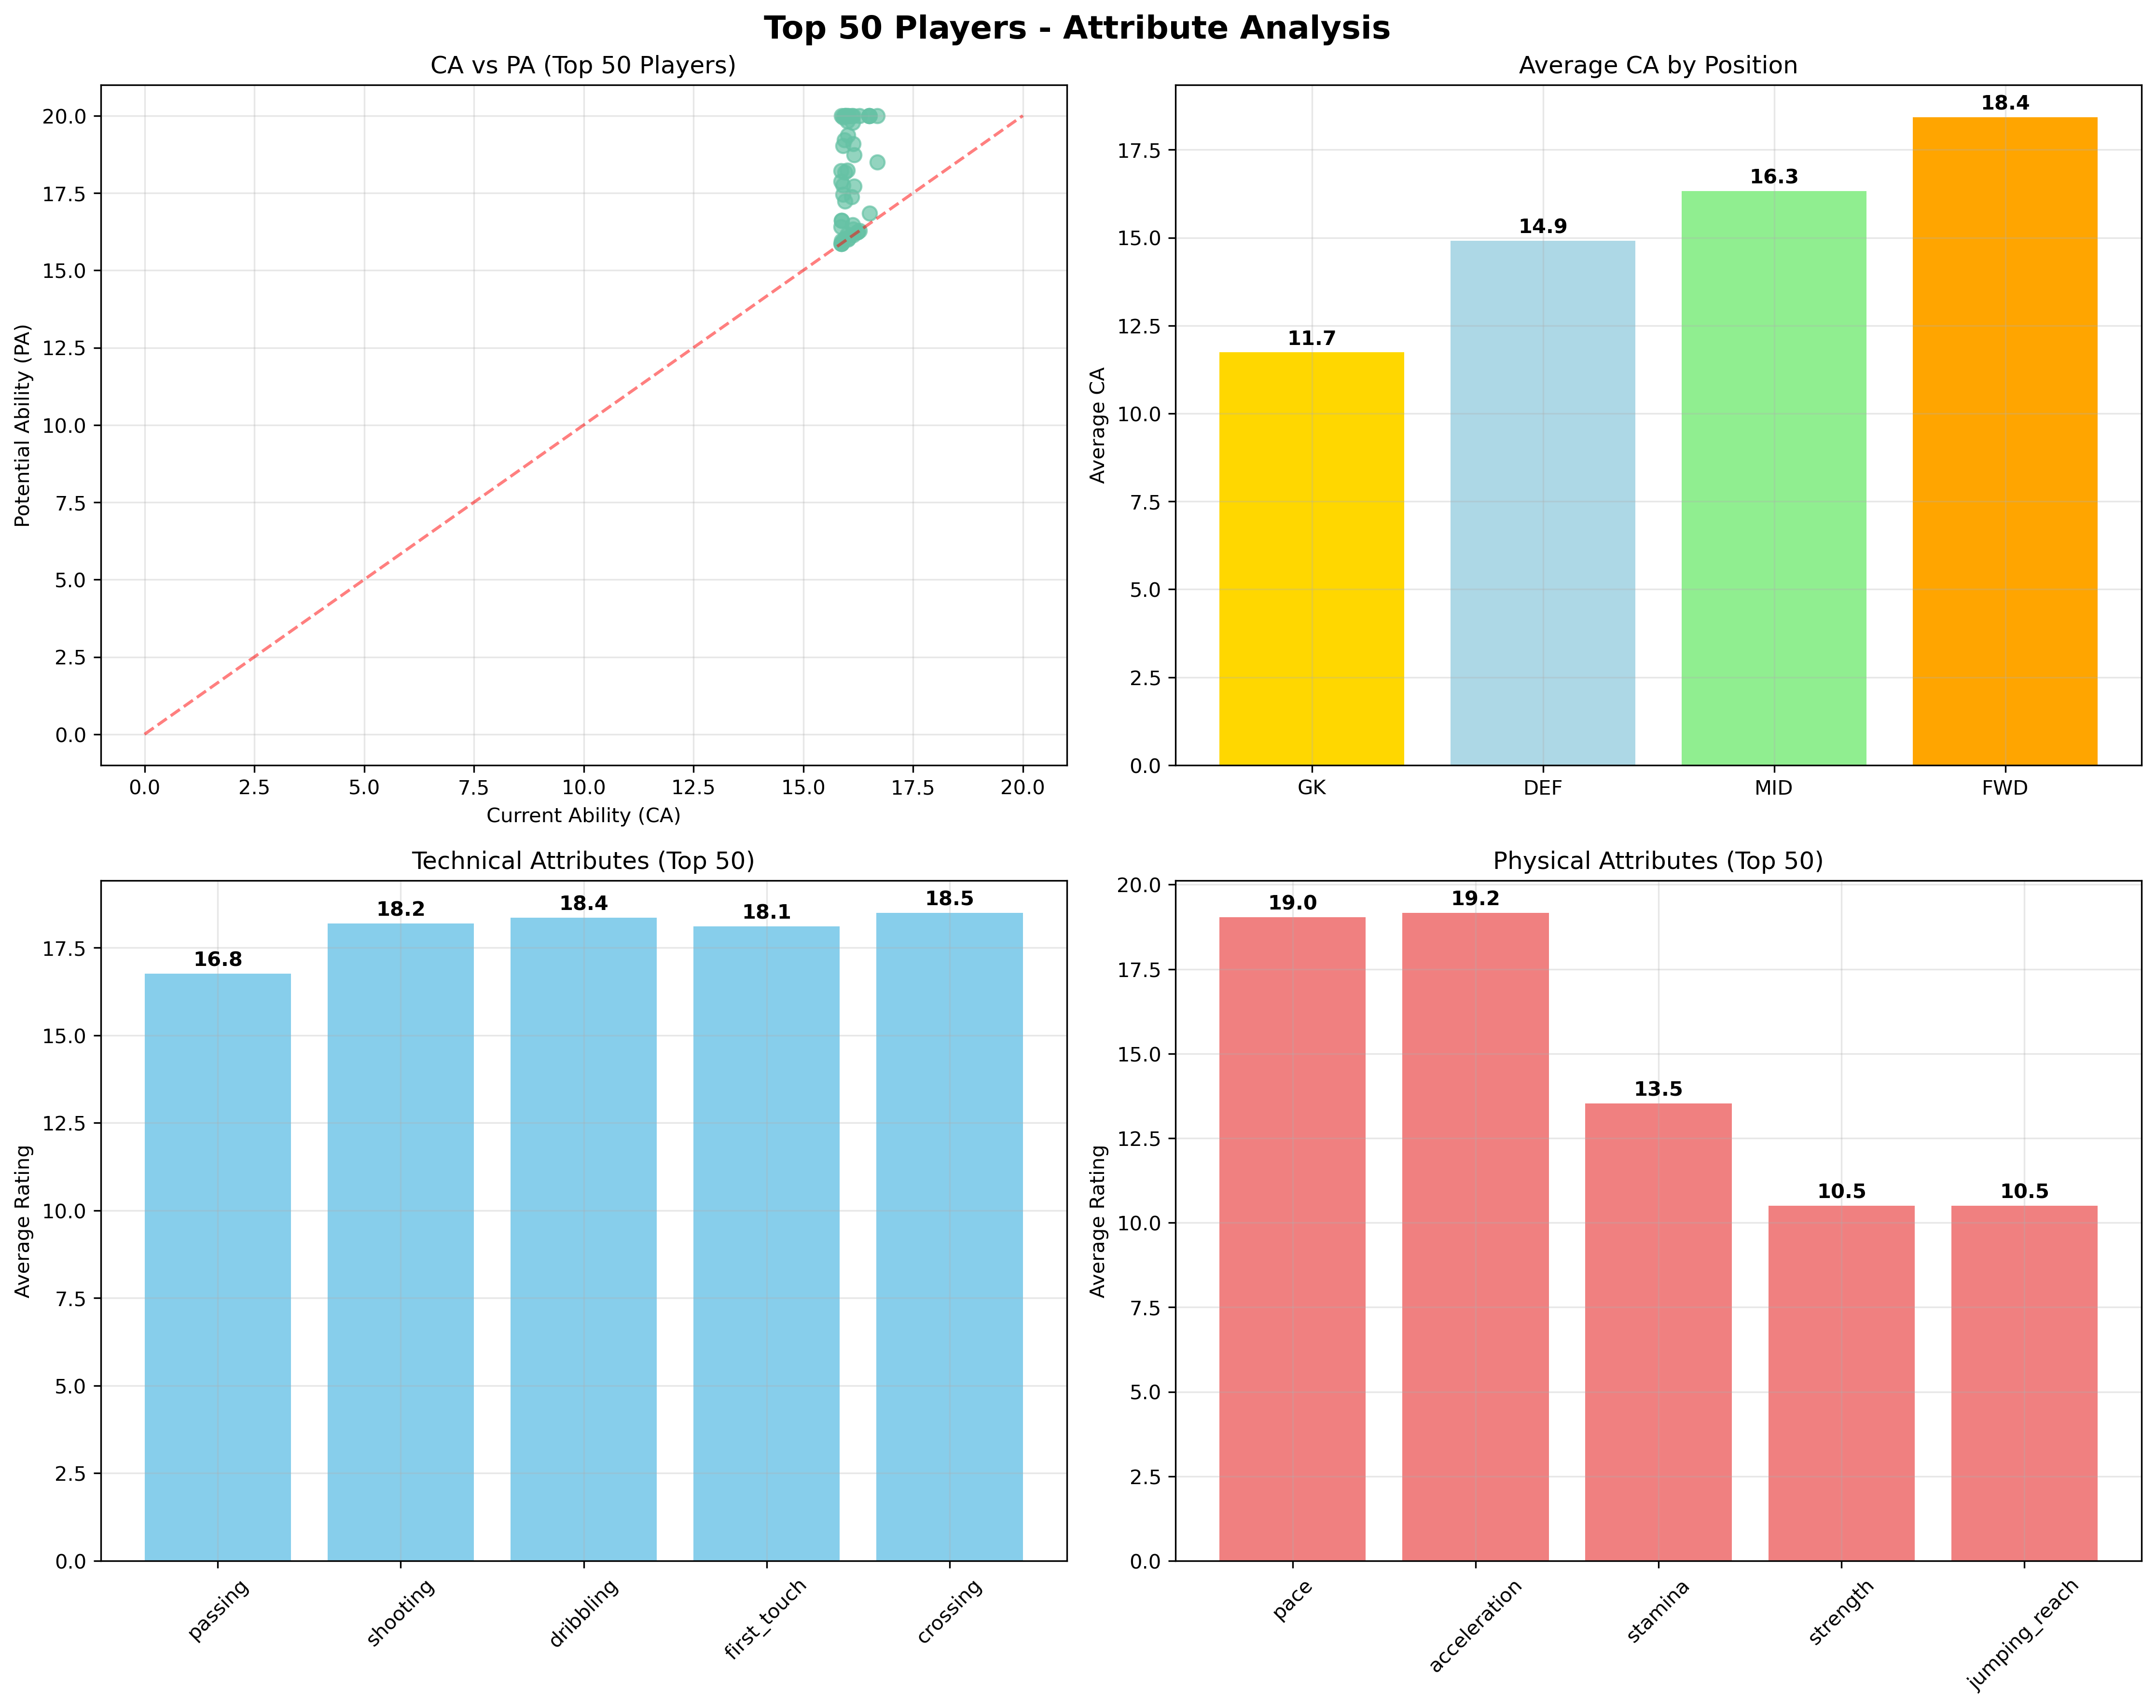 Top 50 Players - Attribute Analysis
CA vs PA (Top 50 Players)
20.0
17.5
15.0
12.5
10.0
7.5
5.0
2.5
0.0
Potential Ability (PA)
0.0 2.5 5.0 7.5 10.0 12.5 15.0 17.5 20.0
Current Ability (CA)
Average CA by Position
17.5
15.0
12.5
10.0
7.5
5.0
2.5
0.0
Average CA
11.7
14.9
16.3
18.4
GK DEF MID FWD
Technical Attributes (Top 50)
17.5
15.0
12.5
10.0
7.5
5.0
2.5
0.0
Average Rating
16.8
18.2
18.4
18.1
18.5
passing
shooting
dribbling
first_touch
crossing
Physical Attributes (Top 50)
20.0
17.5
15.0
12.5
10.0
7.5
5.0
2.5
0.0
Average Rating
19.0
19.2
13.5
10.5
10.5
pace
acceleration
stamina
strength
jumping_reach